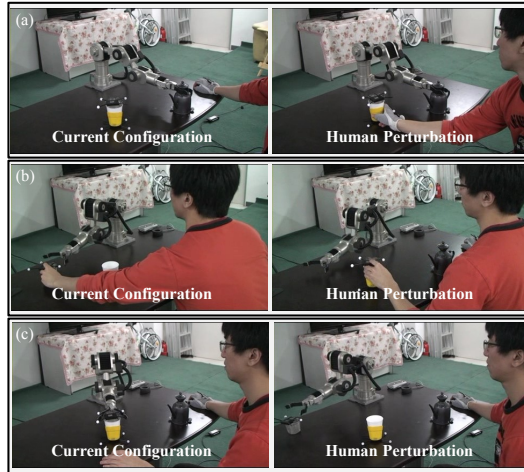 (a)
Current Configuration Human Perturbation
(b)
Current Configuration Human Perturbation
(c)
Current Configuration Human Perturbation